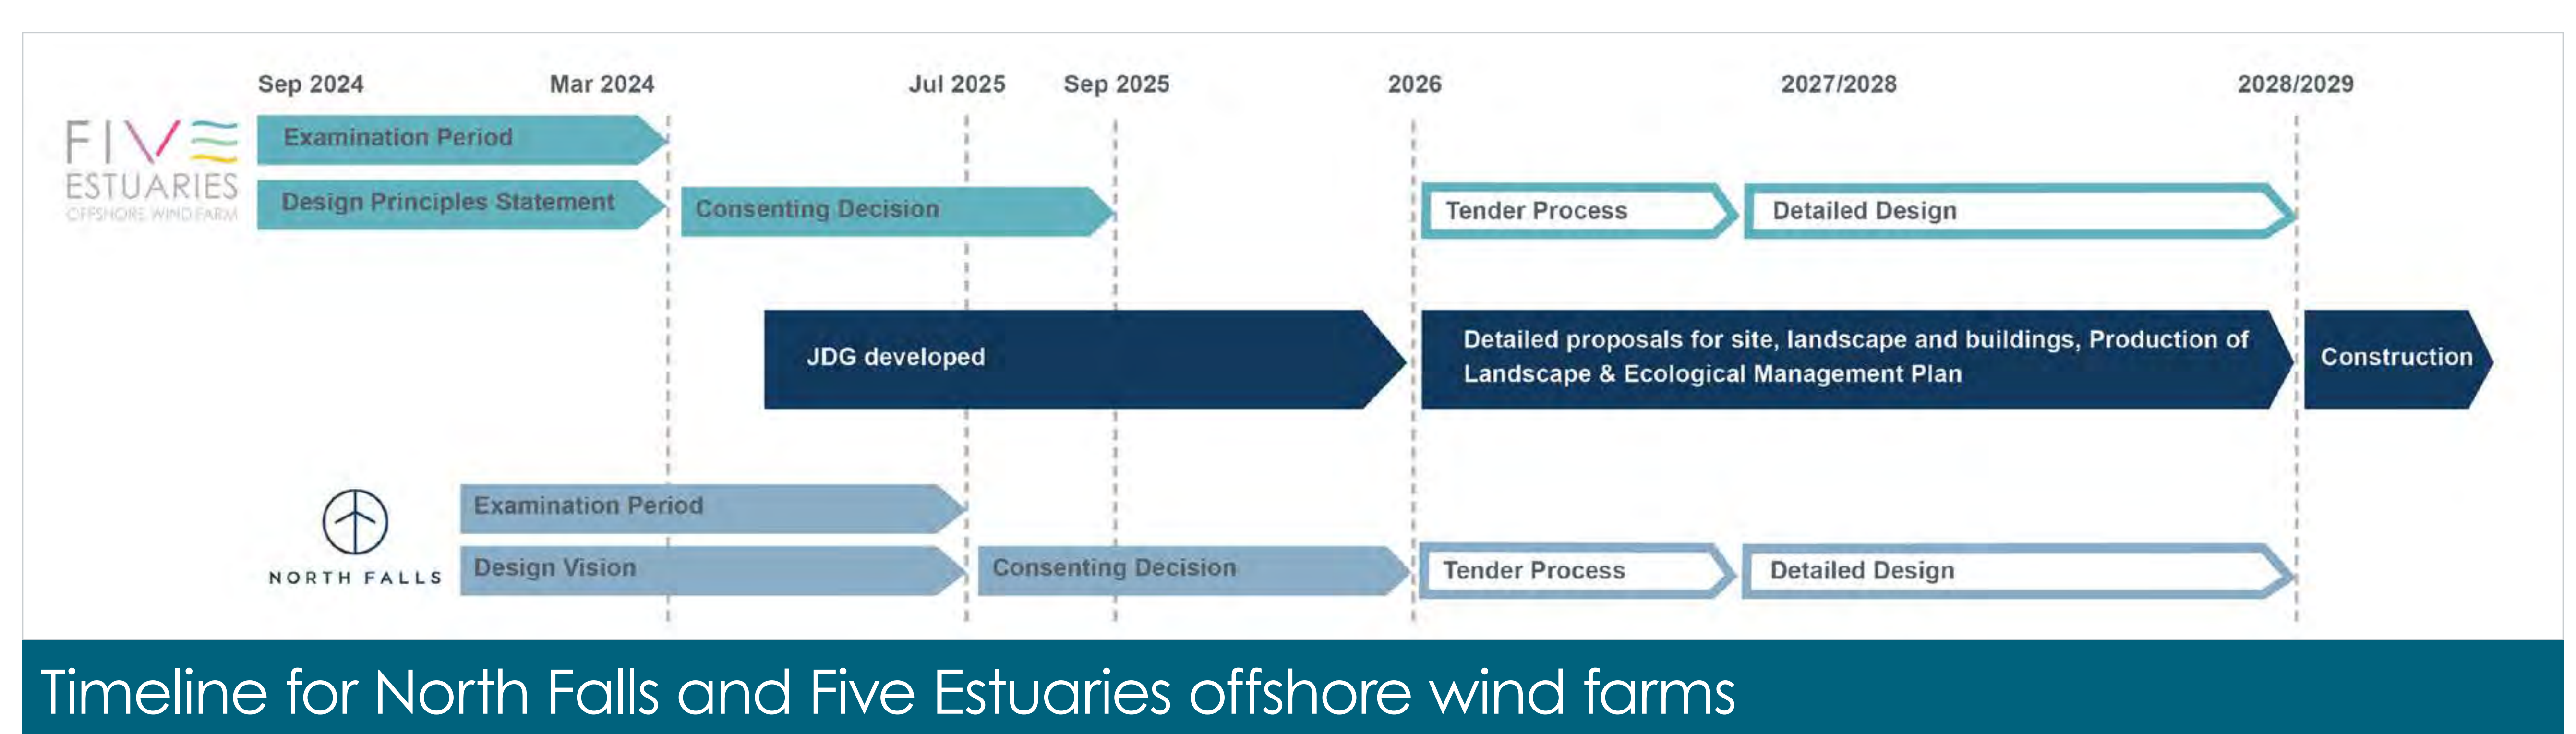 Sep 2024
Mar 2024
Jul 2025
Sep 2025
2026
2027/2028
2028/2029
FIVE
ESTUARIES
OFFSHORE WIND FARM
Examination Period
Design Principles Statement
Consenting Decision
Tender Process
Detailed Design
JDG developed
Detailed proposals for site, landscape and buildings, Production of
Landscape & Ecological Management Plan
Construction
NORTH FALLS
Examination Period
Design Vision
Consenting Decision
Tender Process
Detailed Design
Timeline for North Falls and Five Estuaries offshore wind farms